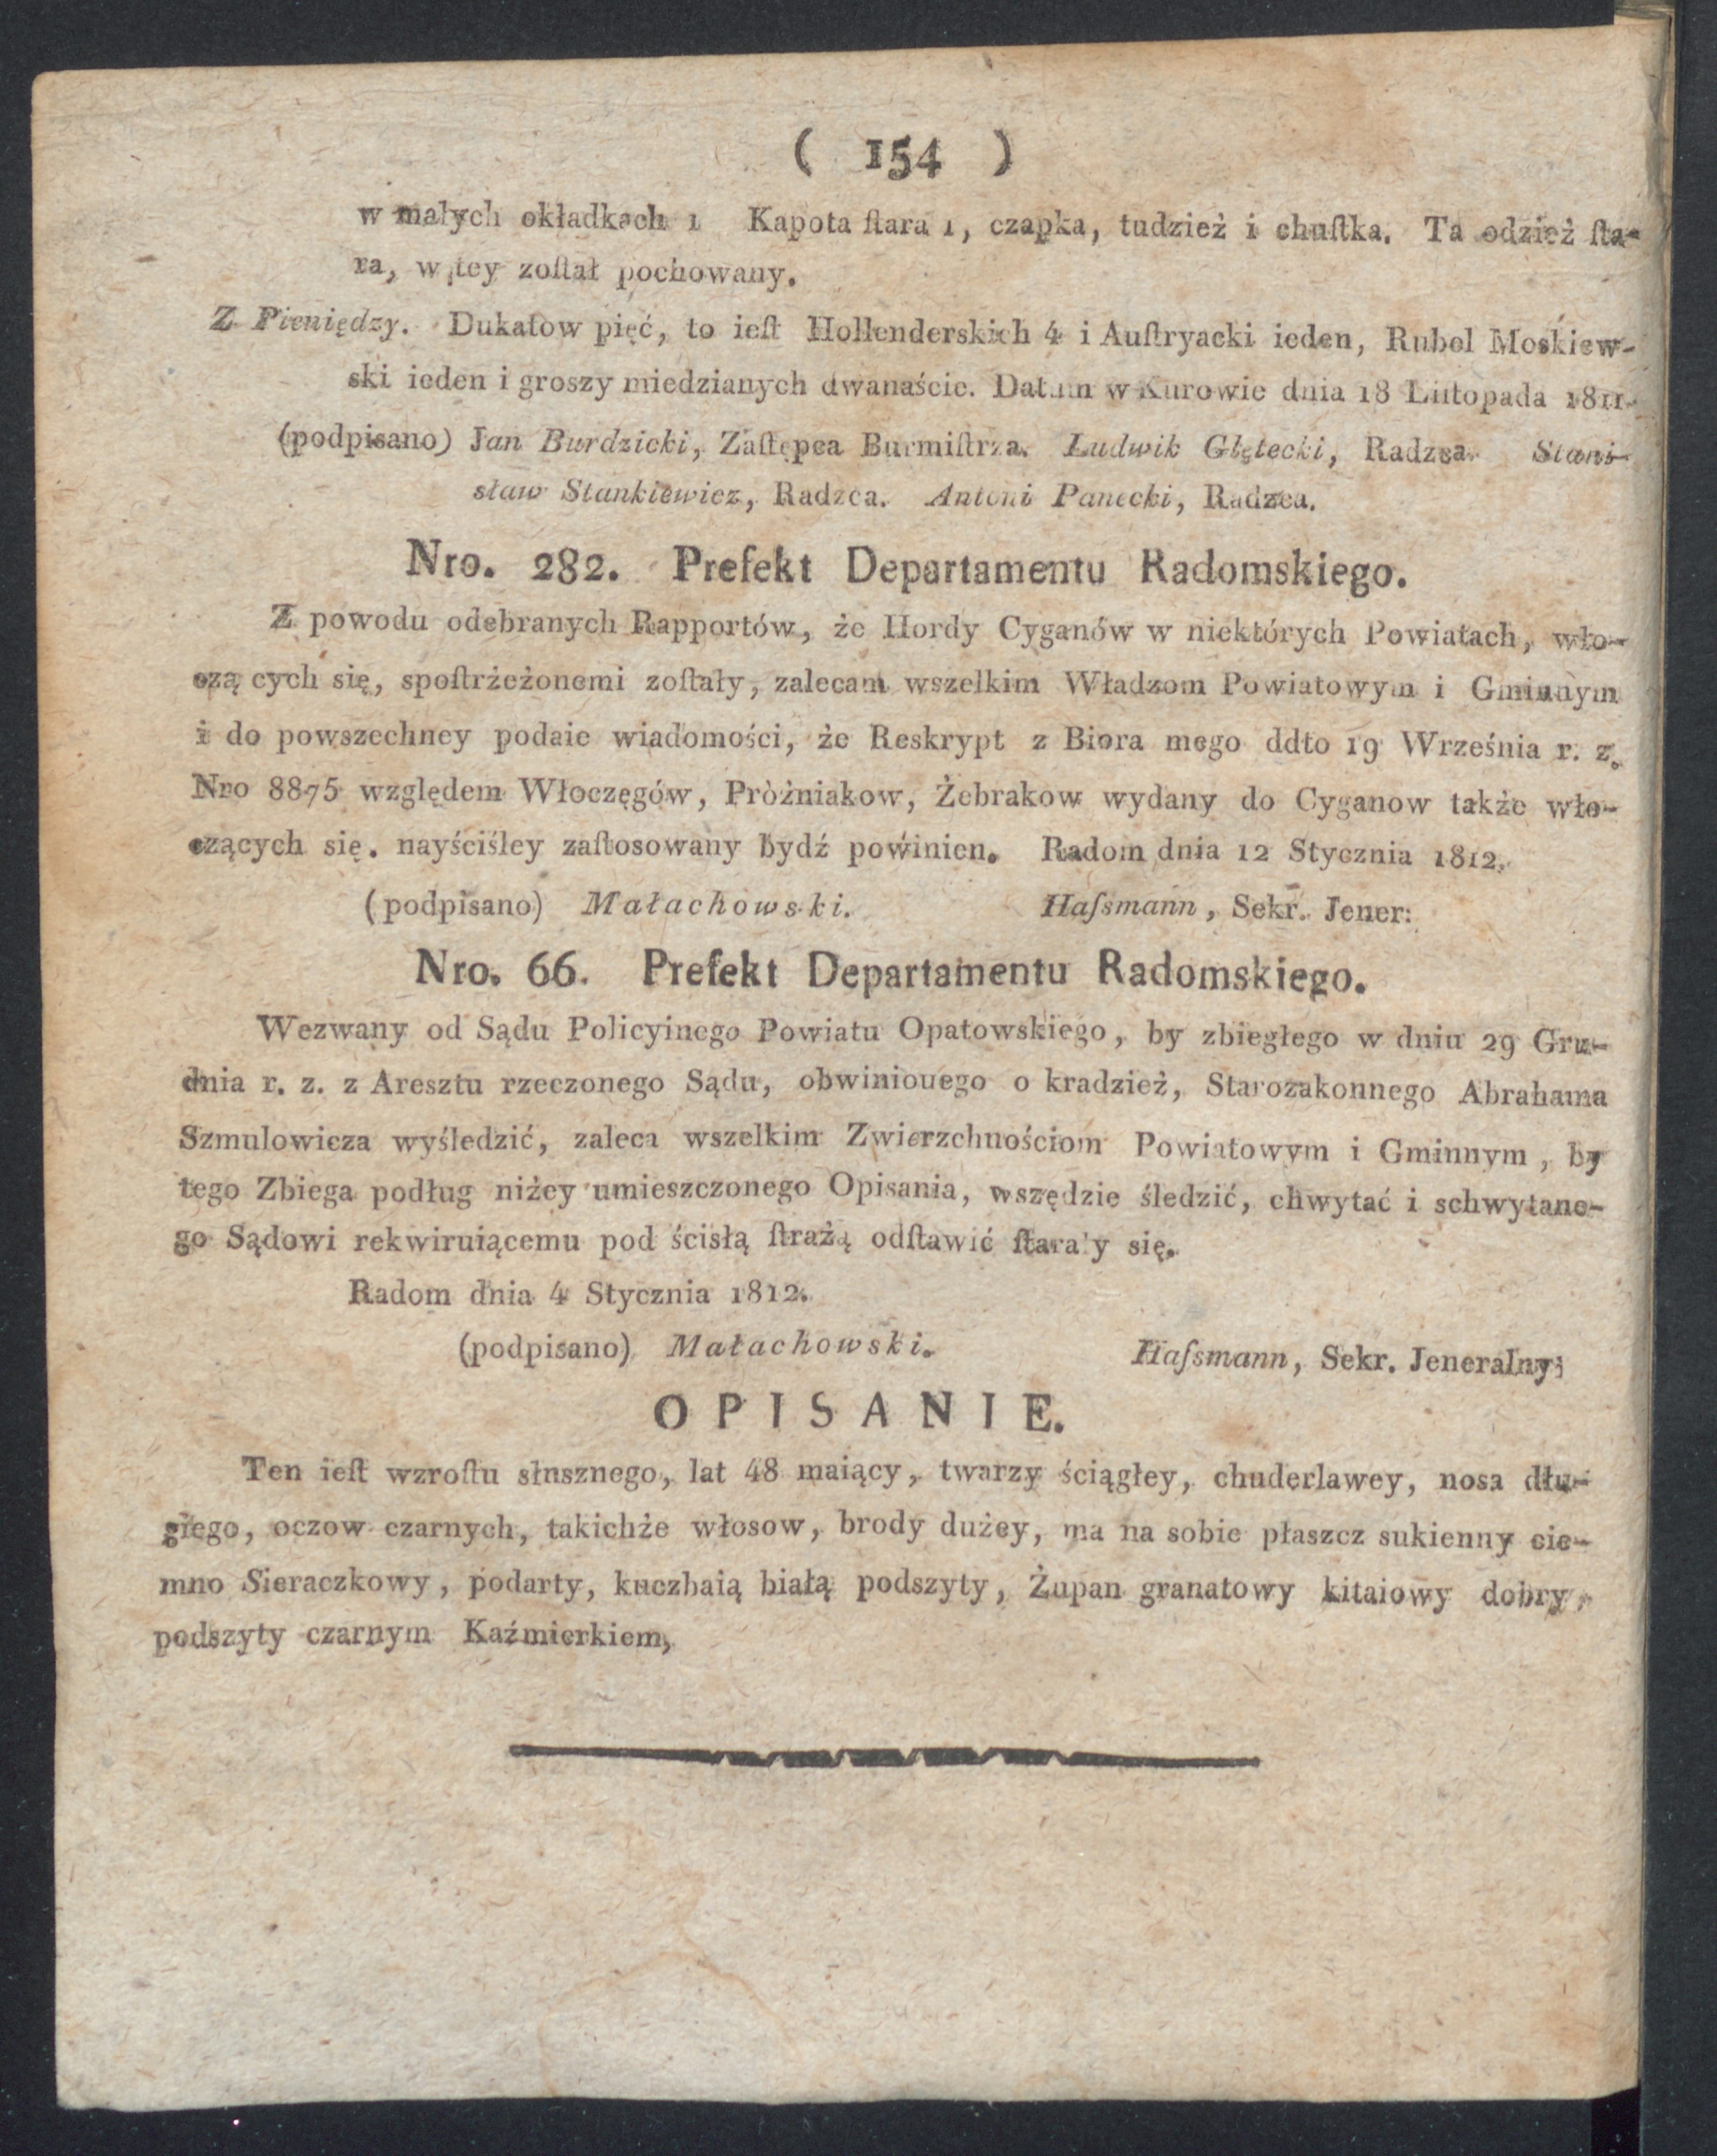 ( 154 )
w małych okładkach 1 Kapota ſtara 1, czapka, tudzież i chuſtka. Ta odzież ſta-
ra, w tey zoſtał pochowany.
Z Pieniędzy. Dukatow pięć, to ieſt Hollenderskich 4 i Auſtryacki ieden, Rubel Moskiew-
ski ieden i groszy miedzianych dwanaście. Datum w Kurowie dnia 18 Liſtopada 1811.
(podpisano) Jan Burdzicki, Zaſtępca Burmiſtrza. Ludwik Głętecki, Radzca. Stani-
sław Stankiewicz, Radzca. Antoni Panecki, Radzca.
Nro. 282. Prefekt Departamentu Radomskiego.
Z powodu odebranych Rapportów, że Hordy Cyganów w niektórych Powiatach, wło-
czą cych się, spoſtrżeżonemi zoſtały, zalecam wszelkim Władzom Powiatowym i Gminnym
i do powszechney podaie wiadomości, że Reskrypt z Biora mego ddto 19 Września r. z.
Nro 8875 względem Włoczęgów, Pròżniakow, Żebrakow wydany do Cyganow także wło-
czących się. nayściśley zaſtosowany bydź powinien. Radom dnia 12 Stycznia 1812.
(podpisano) Małachowski. Haſsmann, Sekr. Jener:
Nro. 66. Prefekt Departamentu Radomskiego.
Wezwany od Sądu Policyinego Powiatu Opatowskiego, by zbiegłego w dniu 29 Gru-
dnia r. z. z Aresztu rzeczonego Sądu, obwiniouego o kradzież, Starozakonnego Abrahama
Szmulowicza wyśledzić, zaleca wszelkim Zwierzchnościom Powiatowym i Gminnym, by
tego Zbiega podług niżey umieszczonego Opisania, wszędzie śledzić, chwytać i schwytane-
go Sądowi rekwiruiącemu pod ścisłą ſtrażą odſtawić ſtarały się.
Radom dnia 4 Stycznia 1812.
(podpisano) Małachowski. Haſsmann, Sekr. Jeneralny;
OPISANIE.
Ten ieſt wzroſtu słusznego, lat 48 maiący, twarzy ściągłey, chuderlawey, nosa dłu-
giego, oczow czarnych, takichże włosow, brody dużey, ma na sobie płaszcz sukienny cie-
mno Sieraczkowy, podarty, kuczbaią białą podszyty, Żupan granatowy kitaiowy dobry,
podszyty czarnym Kaźmierkiem,